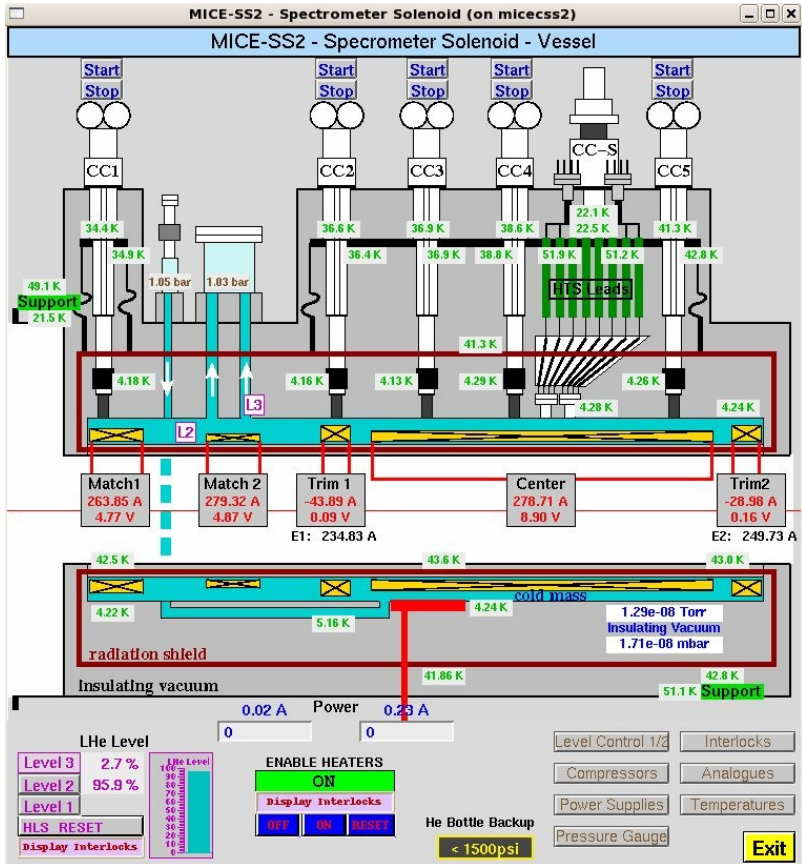 MICE-SS2 - Spectrometer Solenoid (on micecss2)
MICE-SS2 - Specrometer Solenoid - Vessel
Start Start Start Start Start
Stop Stop Stop Stop Stop
CC1 CC2 CC3 CC4 CC-S CC5
22.1 K
34.4 K 36.6 K 36.9 K 38.6 K 22.5 K 41.3 K
34.9 K 36.4 K 36.9 K 38.8 K 51.9 K 51.2 K 42.8 K
49.1 K 1.05 bar 1.03 bar HTS Leads
Support
21.5 K
41.3 K
4.18 K 4.16 K 4.13 K 4.29 K 4.26 K
L3 4.28 K 4.24 K
L2
Match1 Match 2 Trim 1 Center Trim2
263.85 A 279.32 A -43.89 A 278.71 A -28.98 A
4.77 V 4.87 V 0.09 V 8.90 V 0.16 V
E1: 234.83 A E2: 249.73 A
42.5 K 43.6 K 43.0 K
cold mass
4.22 K 5.16 K 4.24 K 1.29e-08 Torr
Insulating Vacuum
1.71e-08 mbar
radiation shield
41.86 K 42.8 K
Insulating vacuum 51.1 K Support
0.02 A Power 0.23 A
0 0
LHe Level
Level 3 2.7 %
Level 2 95.9 %
Level 1
HLS RESET
Display Interlocks
LHe Level
100
90
80
70
60
50
40
30
20
10
0
ENABLE HEATERS
ON
Display Interlocks
OFF ON RESET
He Bottle Backup
< 1500psi
Level Control 1/2 Interlocks
Compressors Analogues
Power Supplies Temperatures
Pressure Gauge
Exit